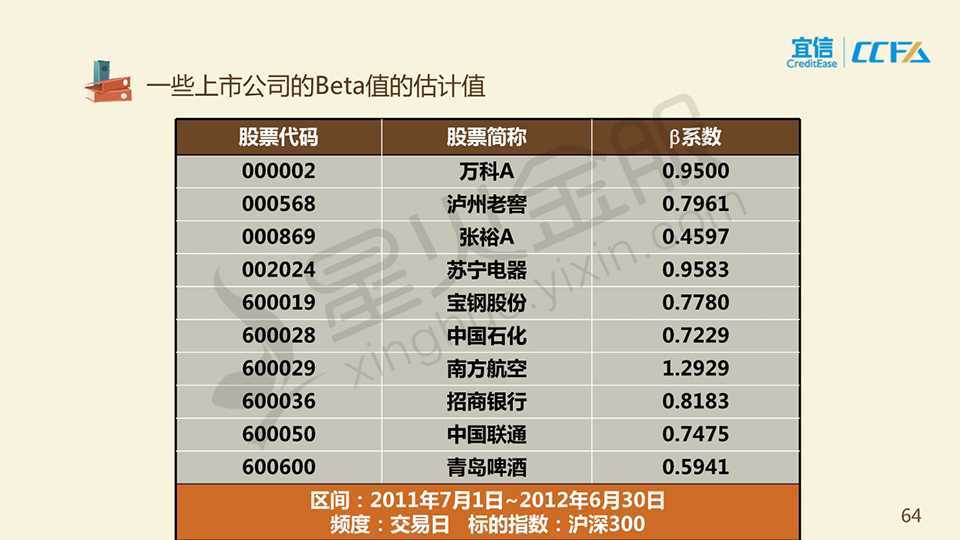 宜信
CreditEase
CCFA
一些上市公司的Beta值的估计值
股票代码 股票简称 β系数
000002 万科A 0.9500
000568 泸州老窖 0.7961
000869 张裕A 0.4597
002024 苏宁电器 0.9583
600019 宝钢股份 0.7780
600028 中国石化 0.7229
600029 南方航空 1.2929
600036 招商银行 0.8183
600050 中国联通 0.7475
600600 青岛啤酒 0.5941
区间：2011年7月1日~2012年6月30日
频度：交易日 标的指数：沪深300
星火金服
xinghuo.yixin.com
64